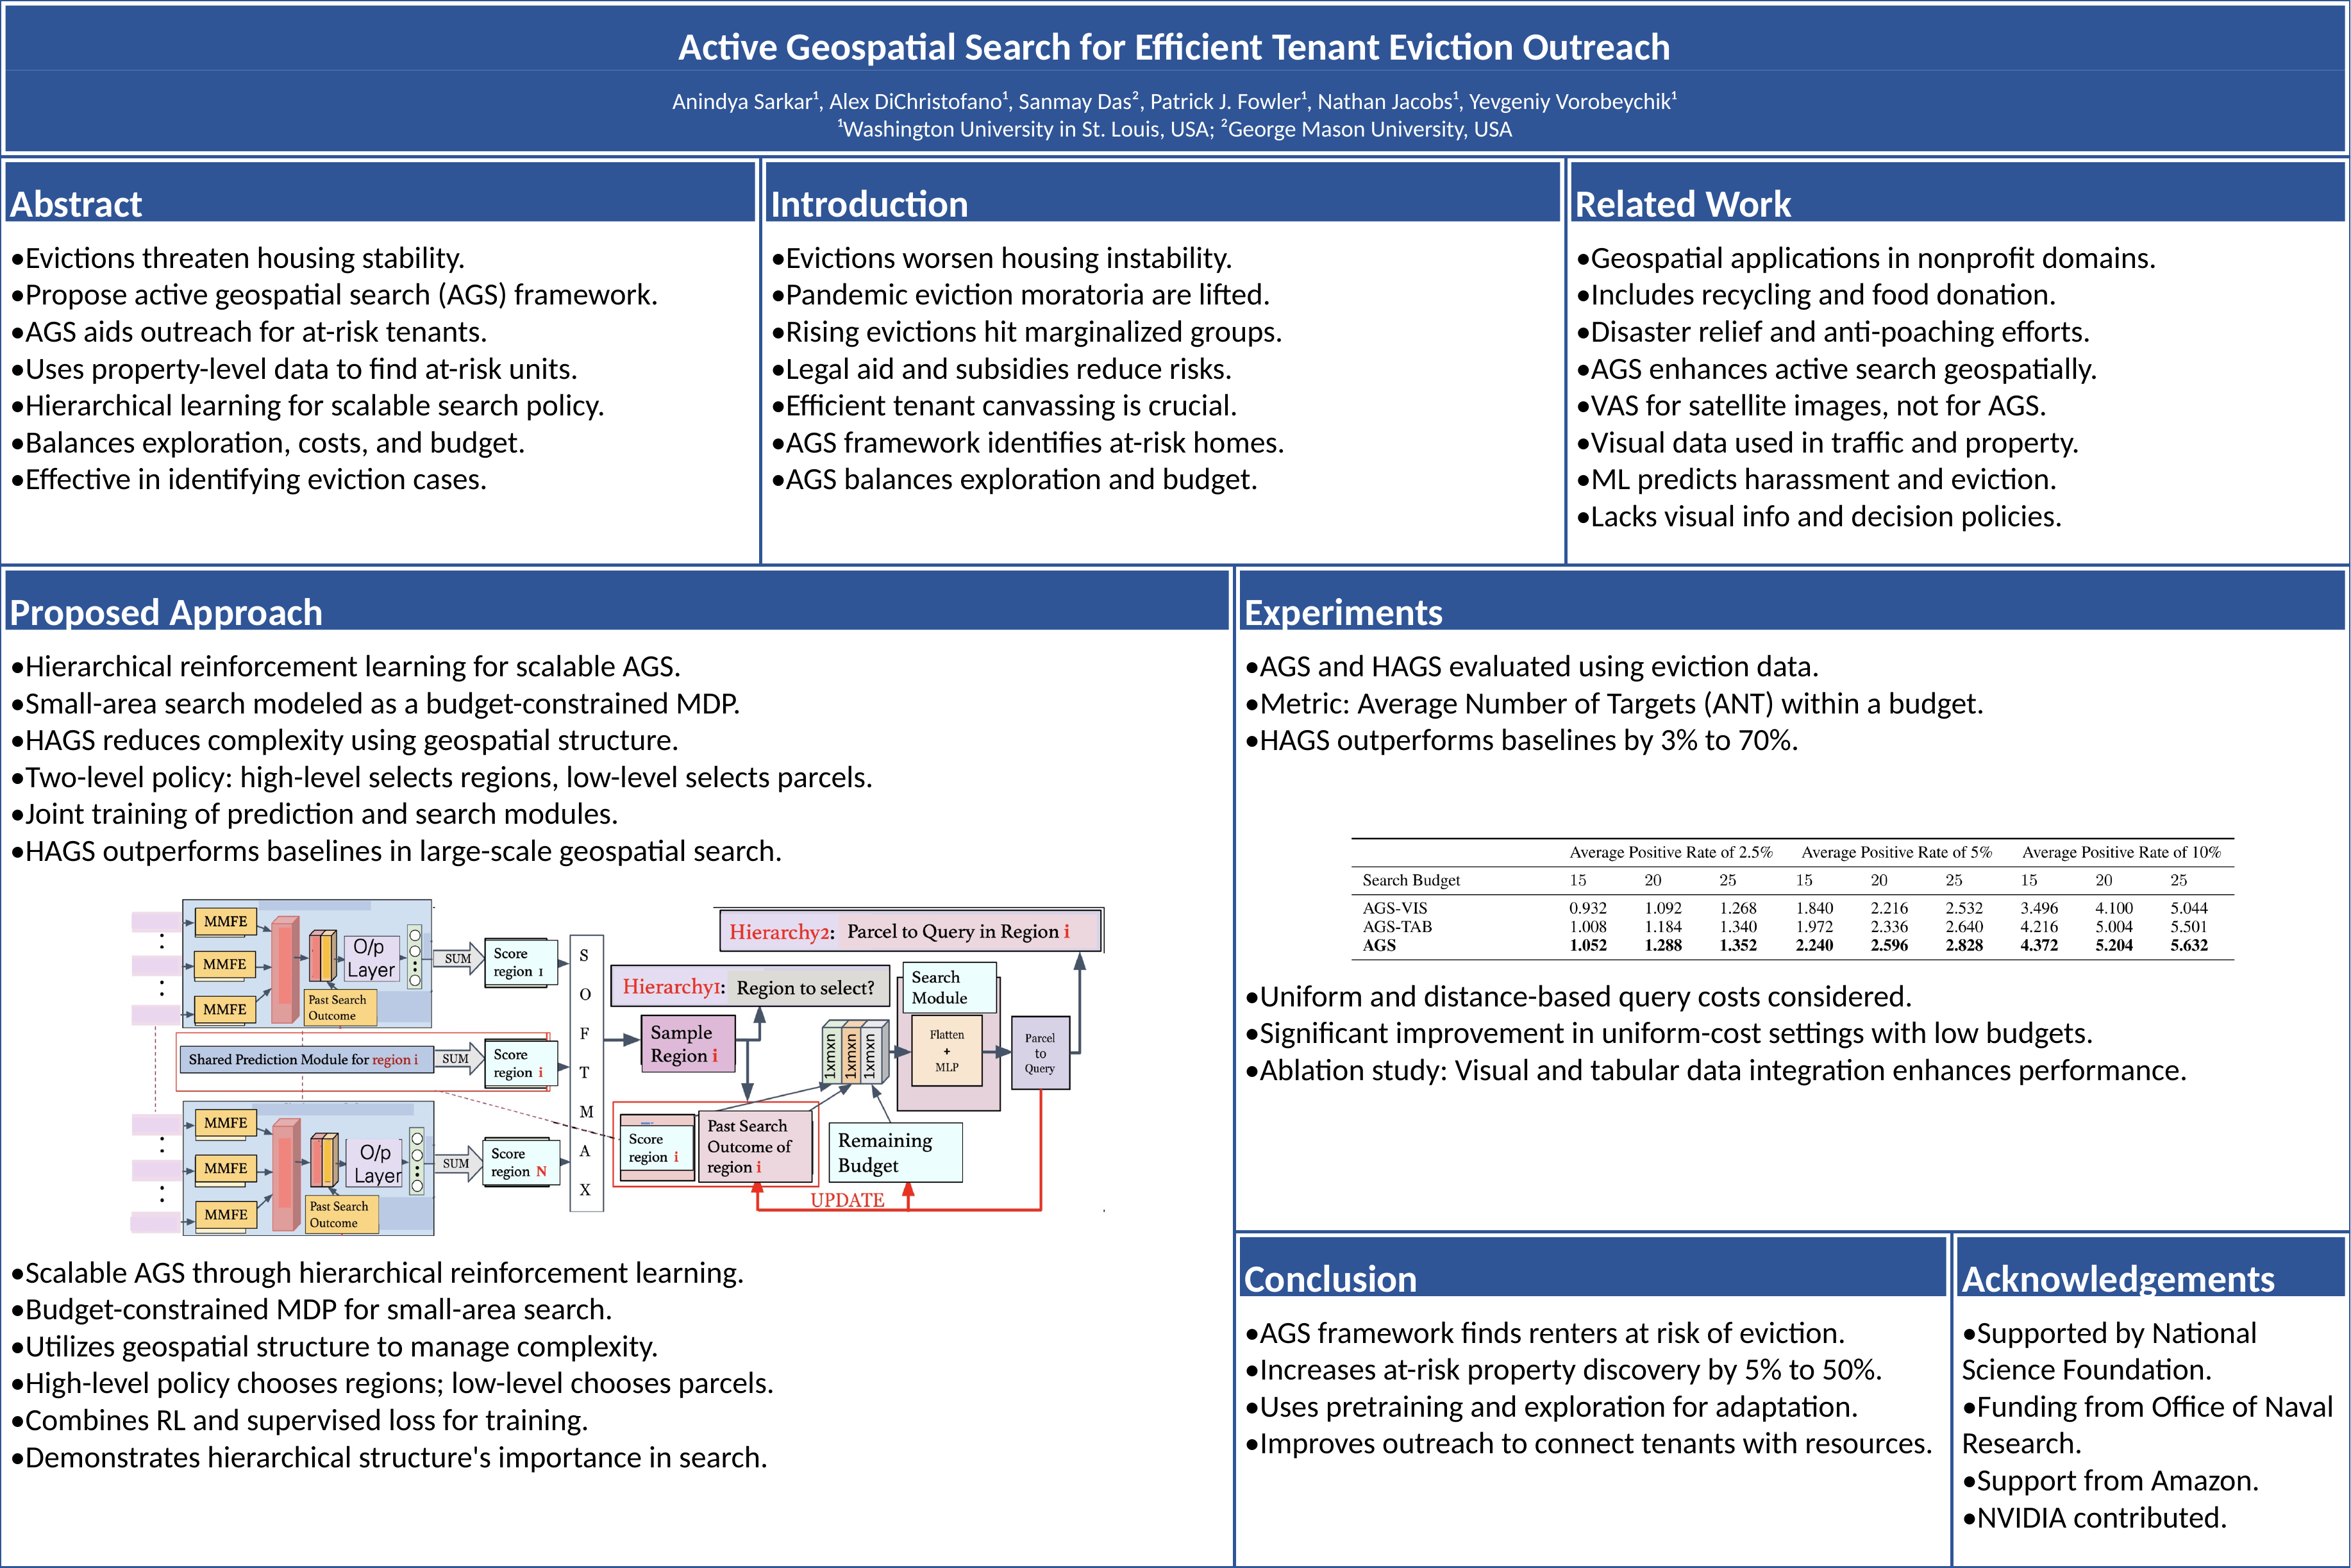 Active Geospatial Search for Efficient Tenant Eviction Outreach
Anindya Sarkar¹, Alex DiChristofano¹, Sanmay Das², Patrick J. Fowler¹, Nathan Jacobs¹, Yevgeniy Vorobeychik¹
¹Washington University in St. Louis, USA; ²George Mason University, USA
Abstract
•Evictions threaten housing stability.
•Propose active geospatial search (AGS) framework.
•AGS aids outreach for at-risk tenants.
•Uses property-level data to find at-risk units.
•Hierarchical learning for scalable search policy.
•Balances exploration, costs, and budget.
•Effective in identifying eviction cases.
Introduction
•Evictions worsen housing instability.
•Pandemic eviction moratoria are lifted.
•Rising evictions hit marginalized groups.
•Legal aid and subsidies reduce risks.
•Efficient tenant canvassing is crucial.
•AGS framework identifies at-risk homes.
•AGS balances exploration and budget.
Related Work
•Geospatial applications in nonprofit domains.
•Includes recycling and food donation.
•Disaster relief and anti-poaching efforts.
•AGS enhances active search geospatially.
•VAS for satellite images, not for AGS.
•Visual data used in traffic and property.
•ML predicts harassment and eviction.
•Lacks visual info and decision policies.
Proposed Approach
•Hierarchical reinforcement learning for scalable AGS.
•Small-area search modeled as a budget-constrained MDP.
•HAGS reduces complexity using geospatial structure.
•Two-level policy: high-level selects regions, low-level selects parcels.
•Joint training of prediction and search modules.
•HAGS outperforms baselines in large-scale geospatial search.
MMFE
MMFE
MMFE
O/p
Layer
Past Search
Outcome
SUM
Score
region 1
Shared Prediction Module for region i
SUM
Score
region i
MMFE
MMFE
MMFE
O/p
Layer
Past Search
Outcome
SUM
Score
region N
S
O
F
T
M
A
X
Hierarchy2: Parcel to Query in Region i
Hierarchy1: Region to select?
Sample
Region i
Search
Module
1xmxn
1xmxn
1xmxn
Flatten
+
MLP
Parcel
to
Query
Score
region i
Past Search
Outcome of
region i
Remaining
Budget
UPDATE
•Scalable AGS through hierarchical reinforcement learning.
•Budget-constrained MDP for small-area search.
•Utilizes geospatial structure to manage complexity.
•High-level policy chooses regions; low-level chooses parcels.
•Combines RL and supervised loss for training.
•Demonstrates hierarchical structure's importance in search.
Experiments
•AGS and HAGS evaluated using eviction data.
•Metric: Average Number of Targets (ANT) within a budget.
•HAGS outperforms baselines by 3% to 70%.
Average Positive Rate of 2.5% Average Positive Rate of 5% Average Positive Rate of 10%
Search Budget 15 20 25 15 20 25 15 20 25
AGS-VIS 0.932 1.092 1.268 1.840 2.216 2.532 3.496 4.100 5.044
AGS-TAB 1.008 1.184 1.340 1.972 2.336 2.640 4.216 5.004 5.501
AGS 1.052 1.288 1.352 2.240 2.596 2.828 4.372 5.204 5.632
•Uniform and distance-based query costs considered.
•Significant improvement in uniform-cost settings with low budgets.
•Ablation study: Visual and tabular data integration enhances performance.
Conclusion
•AGS framework finds renters at risk of eviction.
•Increases at-risk property discovery by 5% to 50%.
•Uses pretraining and exploration for adaptation.
•Improves outreach to connect tenants with resources.
Acknowledgements
•Supported by National
Science Foundation.
•Funding from Office of Naval
Research.
•Support from Amazon.
•NVIDIA contributed.